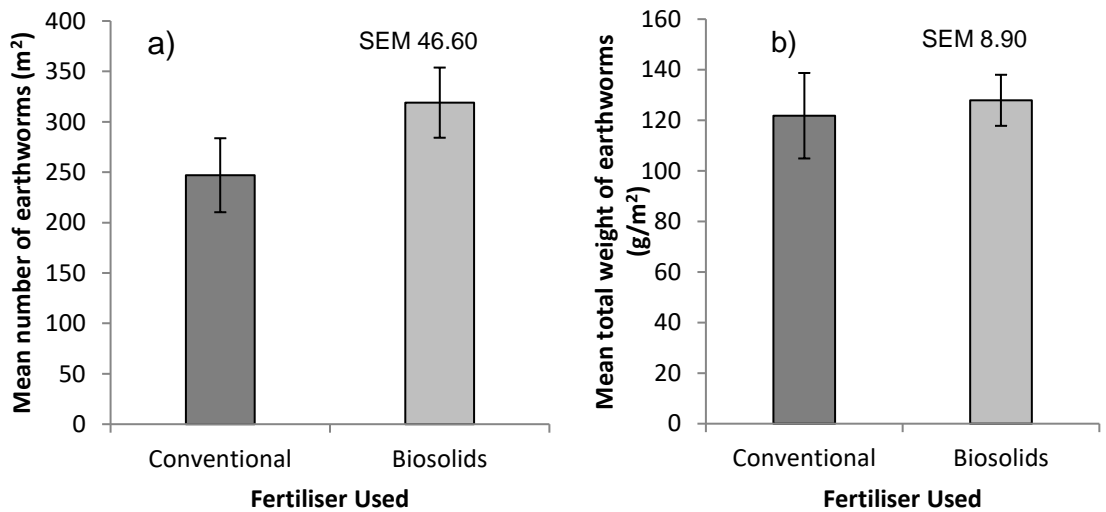 a)
SEM 46.60
Mean number of earthworms (m²)
400
350
300
250
200
150
100
50
0
Conventional
Biosolids
Fertiliser Used
b)
SEM 8.90
Mean total weight of earthworms
(g/m²)
160
140
120
100
80
60
40
20
0
Conventional
Biosolids
Fertiliser Used